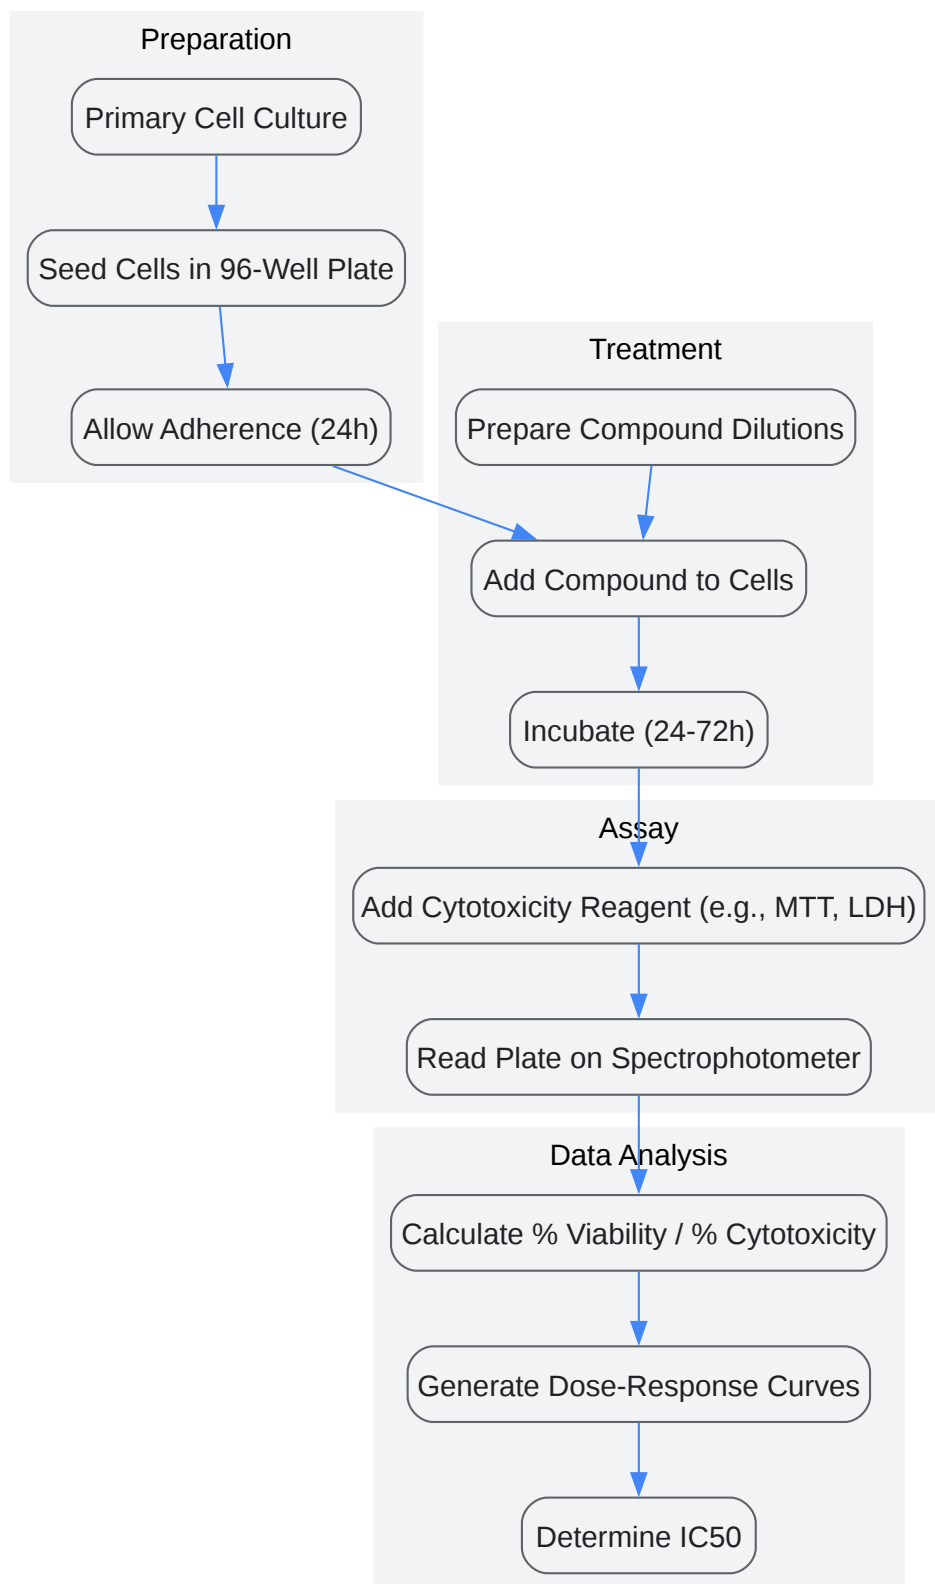 Preparation
Primary Cell Culture
Seed Cells in 96-Well Plate
Allow Adherence (24h)
Treatment
Prepare Compound Dilutions
Add Compound to Cells
Incubate (24-72h)
Assay
Add Cytotoxicity Reagent (e.g., MTT, LDH)
Read Plate on Spectrophotometer
Data Analysis
Calculate % Viability / % Cytotoxicity
Generate Dose-Response Curves
Determine IC50